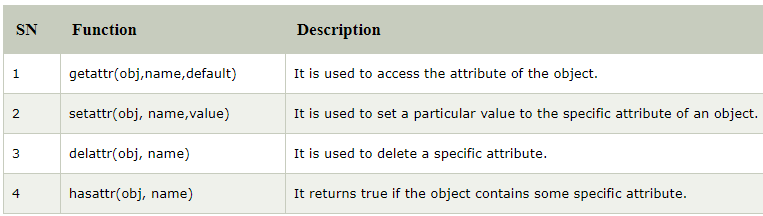 SN Function Description
1 getattr(obj,name,default) It is used to access the attribute of the object.
2 setattr(obj, name,value) It is used to set a particular value to the specific attribute of an object.
3 delattr(obj, name) It is used to delete a specific attribute.
4 hasattr(obj, name) It returns true if the object contains some specific attribute.